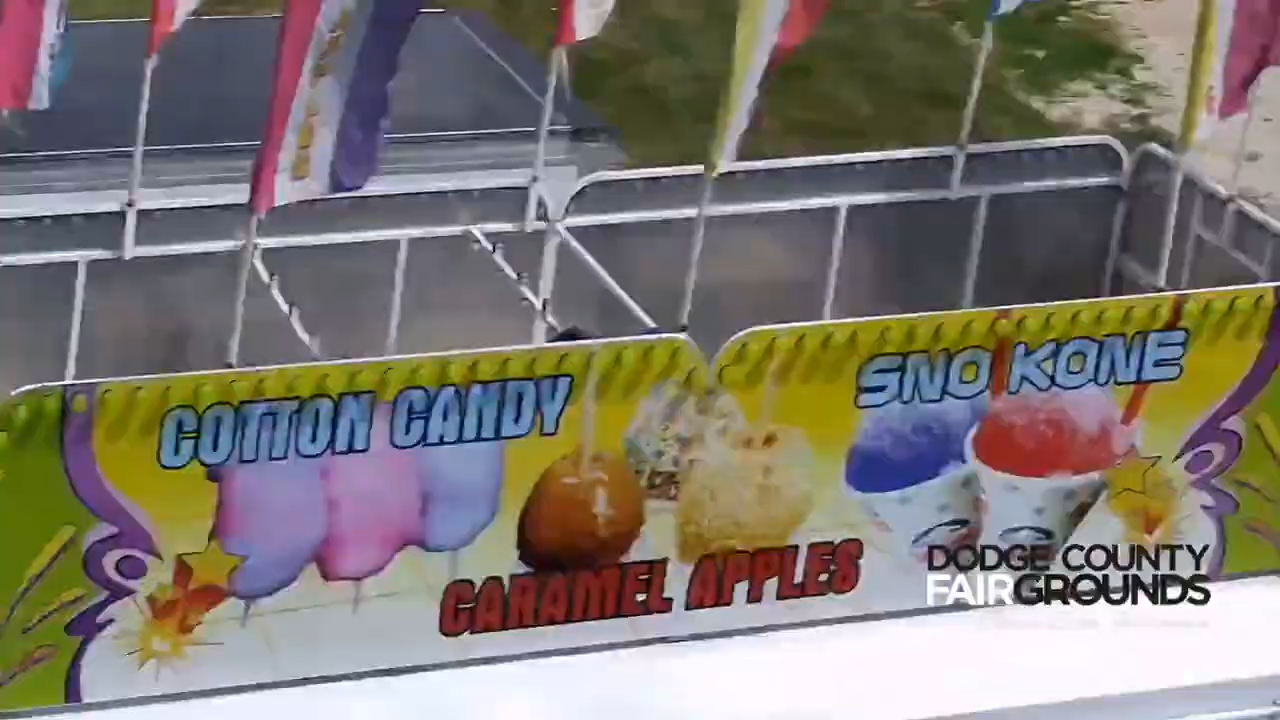 COTTON CANDY
SNO KONE
CARAMEL APPLES
DODGE COUNTY
FAIRGROUNDS